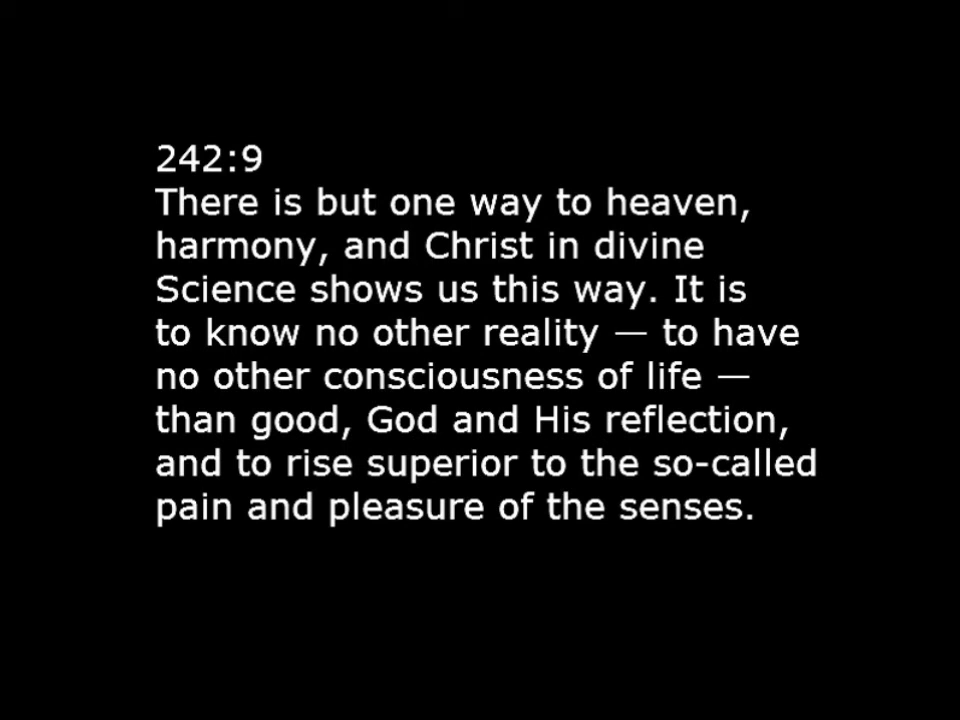 242:9
There is but one way to heaven,
harmony, and Christ in divine
Science shows us this way. It is
to know no other reality — to have
no other consciousness of life —
than good, God and His reflection,
and to rise superior to the so-called
pain and pleasure of the senses.